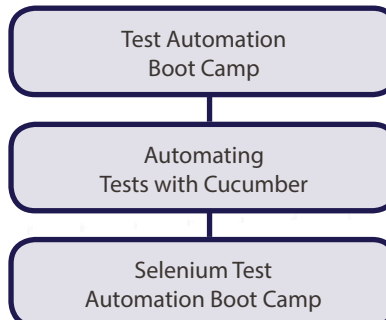 Test Automation
Boot Camp
Automating
Tests with Cucumber
Selenium Test
Automation Boot Camp